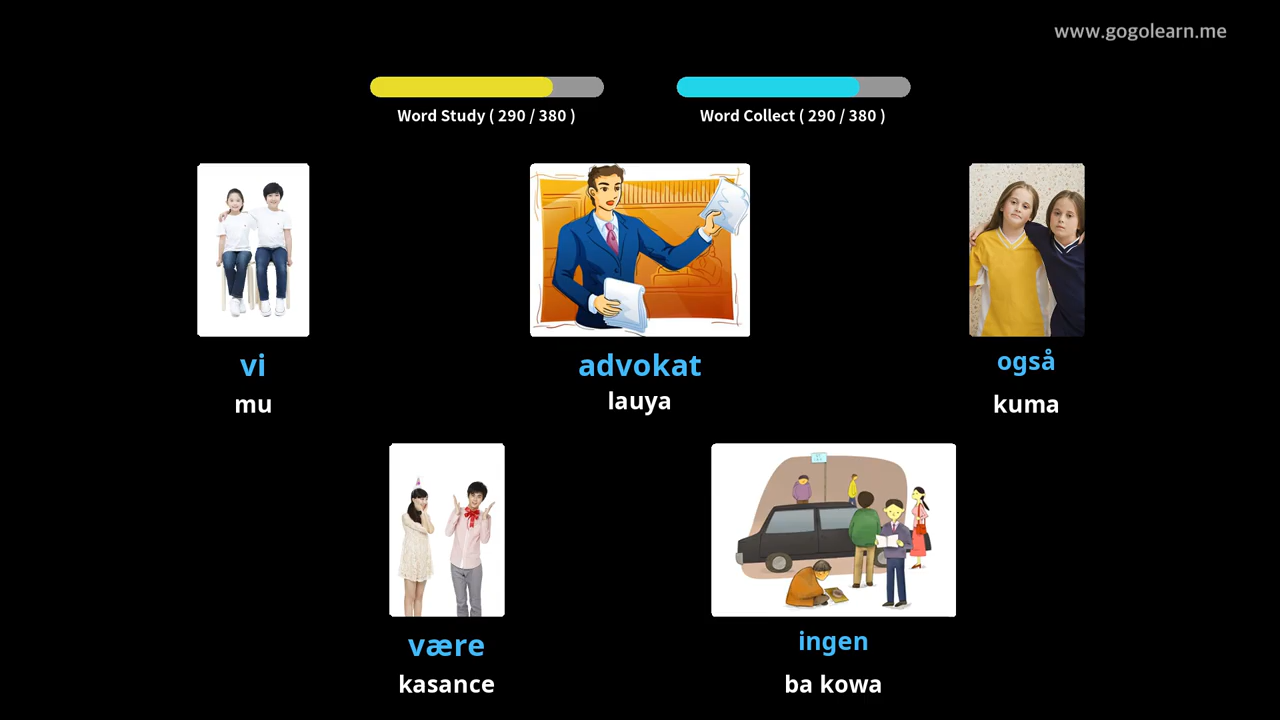 www.gogolearn.me
Word Study ( 290 / 380 )
Word Collect ( 290 / 380 )
vi
mu
advokat
lauya
også
kuma
være
kasance
ingen
ba kowa